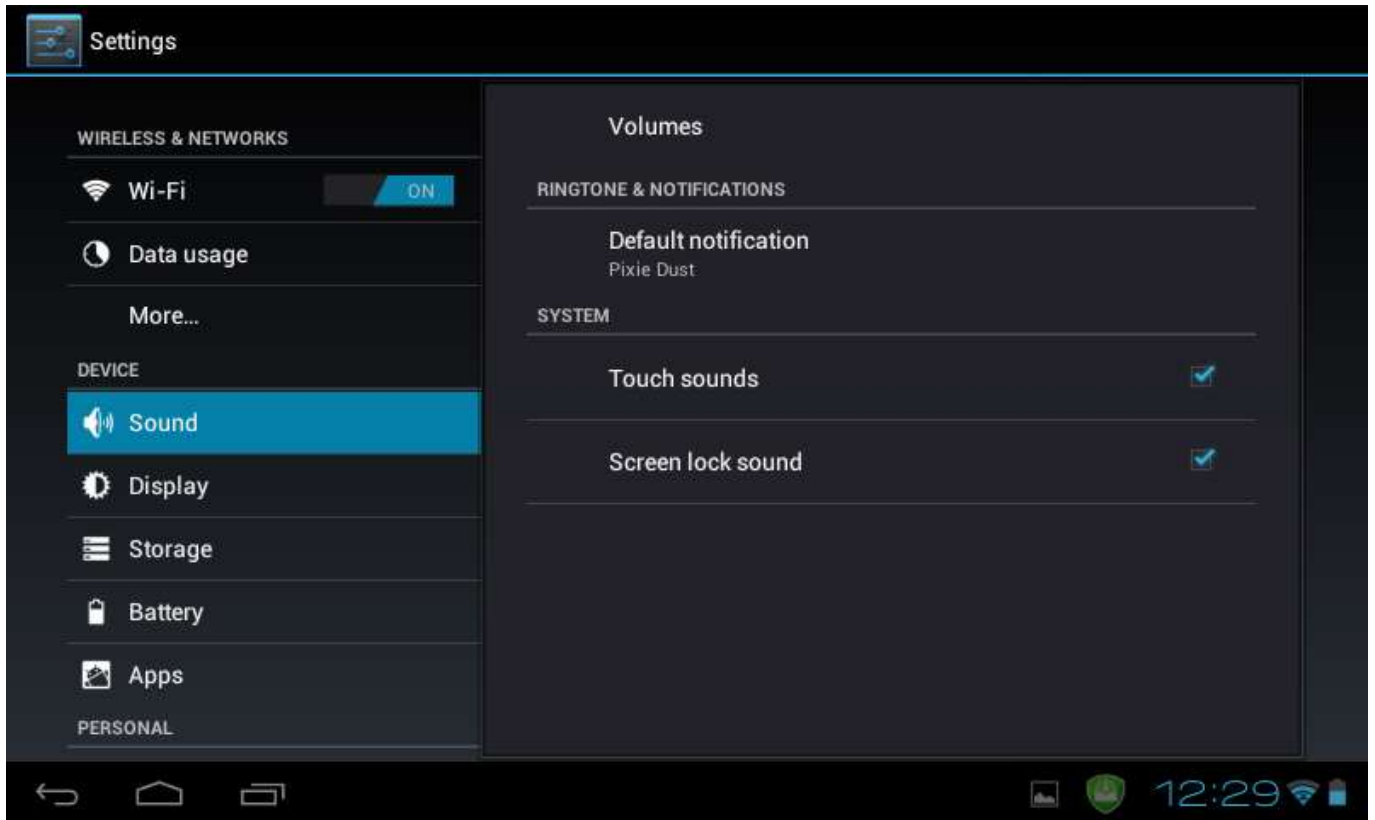 Settings
WIRELESS & NETWORKS
Wi-Fi
ON
Data usage
More...
DEVICE
Sound
Display
Storage
Battery
Apps
PERSONAL
Volumes
RINGTONE & NOTIFICATIONS
Default notification
Pixie Dust
SYSTEM
Touch sounds
Screen lock sound
12:29